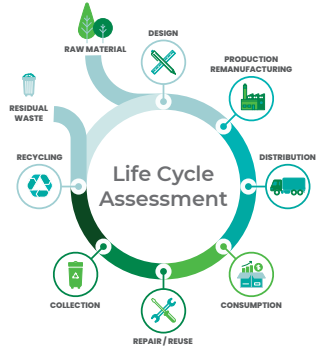 RAW MATERIAL
DESIGN
PRODUCTION
REMANUFACTURING
RESIDUAL
WASTE
RECYCLING
DISTRIBUTION
Life Cycle
Assessment
COLLECTION
CONSUMPTION
REPAIR / REUSE